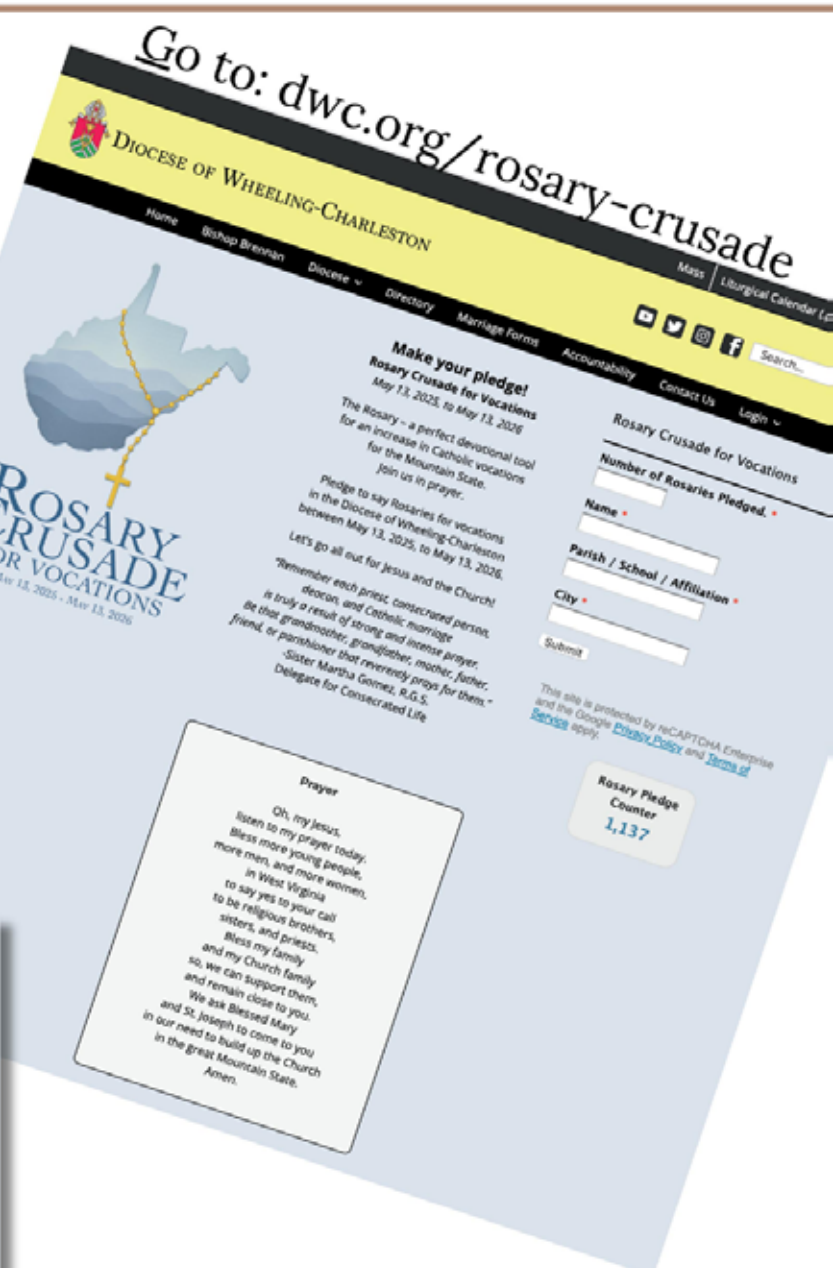 Go to: dwc.org/rosary-crusade
Mass | Liturgical Calendar
DIOCESE OF WHEELING-CHARLESTON
Search...
Home Bishop Brennan Diocese Directory Marriage Forms Accountability Contact Us Login
ROSARY
CRUSADE
FOR VOCATIONS
MAY 13, 2025 - MAY 13, 2026
Make your pledge!
Rosary Crusade for Vocations
May 13, 2025, to May 13, 2026
The Rosary – a perfect devotional tool
for an increase in Catholic vocations
for the Mountain State.
Join us in prayer.
Pledge to say Rosaries for vocations
in the Diocese of Wheeling-Charleston
between May 13, 2025, to May 13, 2026.
Let's go all out for Jesus and the Church!
"Remember each priest, consecrated person,
deacon, and Catholic marriage
is truly a result of strong and intense prayer.
Be that grandmother, grandfather, mother, father,
friend, or parishioner that reverently prays for them."
-Sister Martha Gomez, R.G.S.
Delegate for Consecrated Life
Rosary Crusade for Vocations
Number of Rosaries Pledged. *
Name *
Parish / School / Affiliation *
City *
Submit
This site is protected by reCAPTCHA Enterprise
and the Google Privacy Policy and Terms of
Service apply.
Rosary Pledge
Counter
1,137
Prayer
Oh, my Jesus,
listen to my prayer today.
Bless more young people,
more men, and more women,
in West Virginia
to say yes to your call
to be religious brothers,
sisters, and priests.
Bless my family
and my Church family
so, we can support them,
and remain close to you.
We ask Blessed Mary
and St. Joseph to come to you
in our need to build up the Church
in the great Mountain State.
Amen.